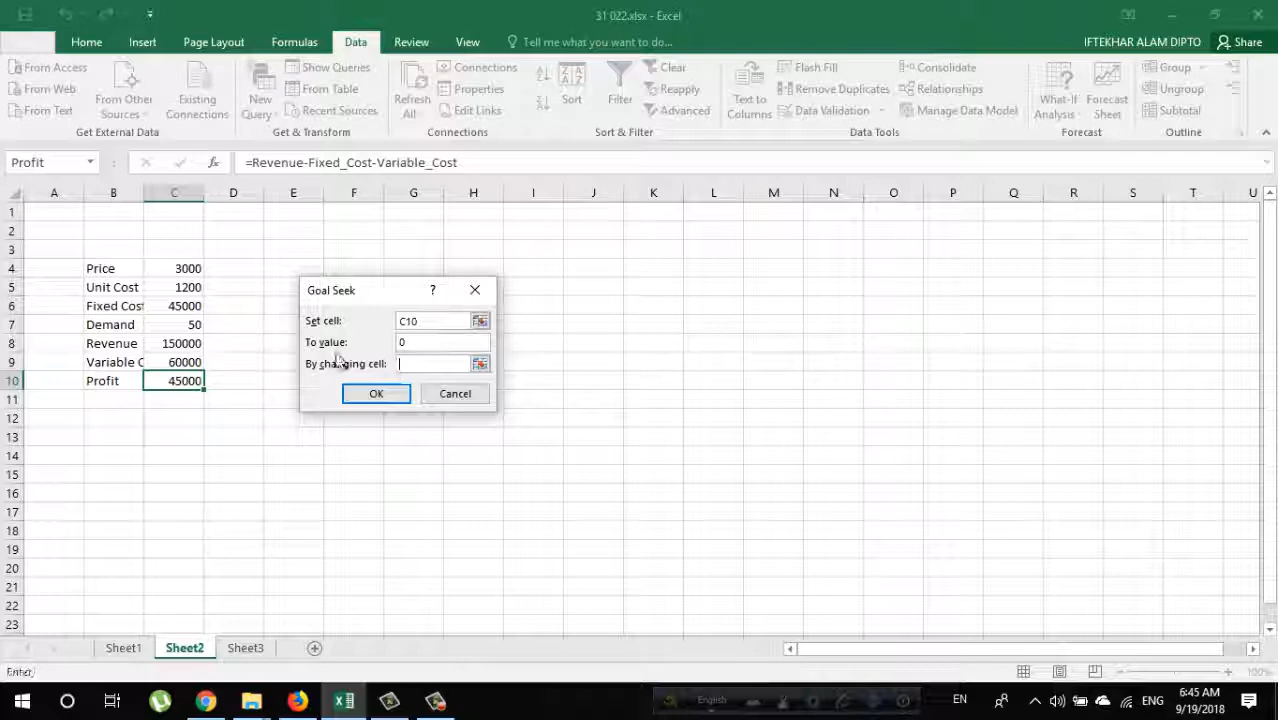 31 022.xlsx - Excel
Home Insert Page Layout Formulas Data Review View Tell me what you want to do... IFTEKHAR ALAM DIPTO Share
From Access
From Web
From Text
From Other Sources
Existing Connections
Get External Data
New Query
Show Queries
From Table
Recent Sources
Get & Transform
Refresh All
Connections
Properties
Edit Links
Connections
Sort
Filter
Clear
Reapply
Advanced
Sort & Filter
Text to Columns
Flash Fill
Remove Duplicates
Data Validation
Consolidate
Relationships
Manage Data Model
Data Tools
What-If Analysis
Forecast Sheet
Forecast
Group
Ungroup
Subtotal
Outline
Profit fx =Revenue-Fixed_Cost-Variable_Cost
A B C D E F G H I J K L M N O P Q R S T U
1
2
3
4 Price 3000
5 Unit Cost 1200
6 Fixed Cost 45000
7 Demand 50
8 Revenue 150000
9 Variable C 60000
10 Profit 45000
11
12
13
14
15
16
17
18
19
20
21
22
23
Goal Seek ?
Set cell: C10
To value: 0
By changing cell:
OK Cancel
Sheet1 Sheet2 Sheet3
Enter
100%
English
EN
ENG
6:45 AM
9/19/2018